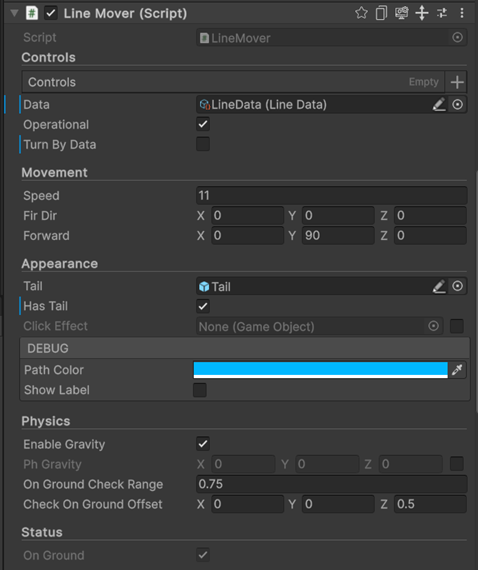 Line Mover (Script)
Script LineMover
Controls
Controls Empty
Data LineData (Line Data)
Operational
Turn By Data
Movement
Speed 11
Fir Dir X 0 Y 0 Z 0
Forward X 0 Y 90 Z 0
Appearance
Tail Tail
Has Tail
Click Effect None (Game Object)
DEBUG
Path Color
Show Label
Physics
Enable Gravity
Ph Gravity X 0 Y 0 Z 0
On Ground Check Range 0.75
Check On Ground Offset X 0 Y 0 Z 0.5
Status
On Ground